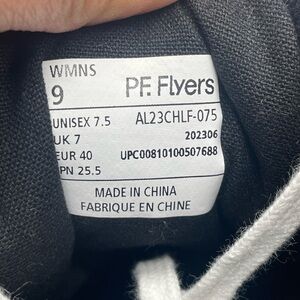 WMNS
9 PF. Flyers
UNISEX 7.5 AL23CHLF-075
UK 7 202306
EUR 40 UPC00810100507688
JPN 25.5
MADE IN CHINA
FABRIQUE EN CHINE